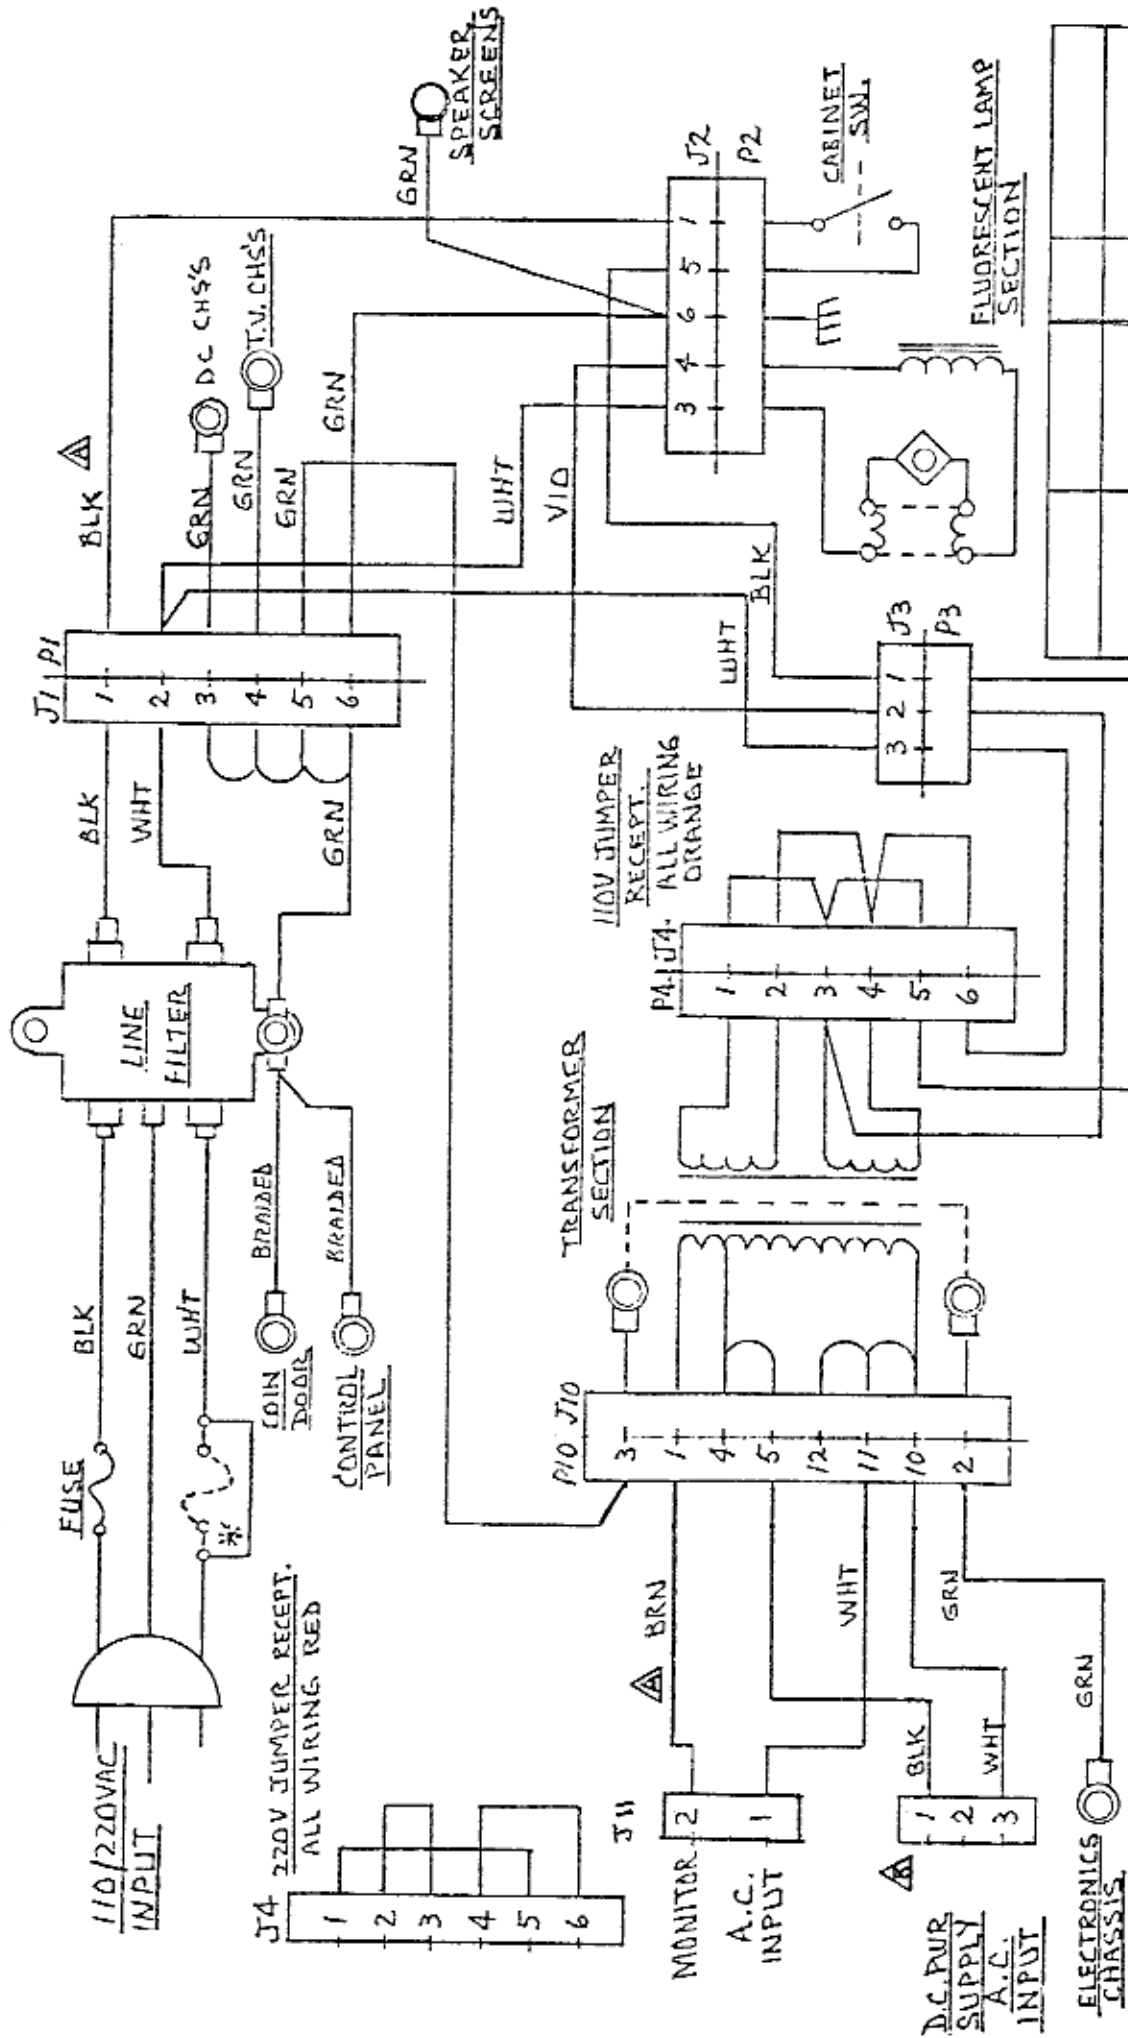 110/220VAC
INPUT
FUSE
BLK
GRN
WHT
*
LINE
FILTER
BLK
WHT
GRN
BRAIDED
BRAIDED
COIN
DOOR
CONTROL
PANEL
J1 P1
1
2
3
4
5
6
BLK A
GRN
DC CHS'S
GRN
T.V. CHS'S
GRN
GRN
WHT
VIO
BLK
WHT
GRN
SPEAKER
SCREENS
J2
P2
1
5
6
4
3
CABINET
SW.
FLUORESCENT LAMP
SECTION
J3
P3
1
2
3
J4
220V JUMPER RECEPT.
ALL WIRING RED
1
2
3
4
5
6
110V JUMPER
RECEPT.
ALL WIRING
ORANGE
P4 J4
1
2
3
4
5
6
TRANSFORMER
SECTION
P10 J10
3
1
4
5
12
11
10
2
BRN
A
WHT
GRN
J11
2
1
MONITOR
A.C.
INPUT
BLK
WHT
GRN
1
2
3
D.C. PWR
SUPPLY
A.C.
INPUT
ELECTRONICS
CHASSIS